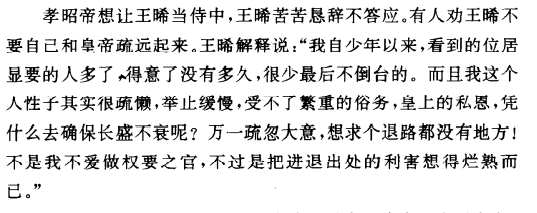 孝昭帝想让王晞当侍中，王晞苦苦恳辞不答应。有人劝王晞不
要自己和皇帝疏远起来。王晞解释说：“我自少年以来，看到的位居
显要的人多了，得意了没有多久，很少最后不倒台的。而且我这个
人性子其实很疏懒，举止缓慢，受不了繁重的俗务，皇上的私恩，凭
什么去确保长盛不衰呢？万一疏忽大意，想求个退路都没有地方！
不是我不爱做权要之官，不过是把进退出处的利害想得烂熟而
已。”